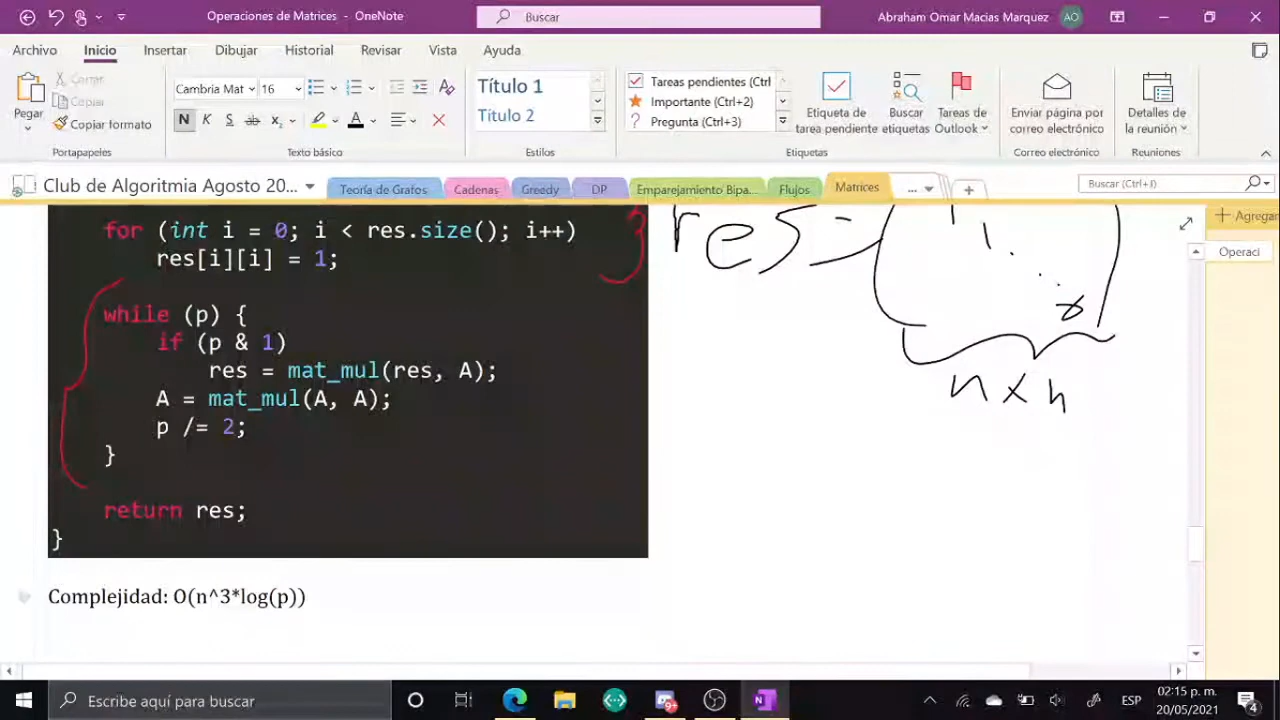 Operaciones de Matrices - OneNote
Buscar
Abraham Omar Macias Marquez
AO
Archivo
Inicio
Insertar
Dibujar
Historial
Revisar
Vista
Ayuda
Pegar
Cortar
Copiar
Copiar formato
Portapapeles
Cambria Mat
16
N
K
S
ab
x
A
Texto básico
Título 1
Título 2
Estilos
Tareas pendientes (Ctrl
Importante (Ctrl+2)
Pregunta (Ctrl+3)
Etiqueta de
tarea pendiente
Buscar
etiquetas
Tareas de
Outlook
Etiquetas
Enviar página por
correo electrónico
Correo electrónico
Detalles de
la reunión
Reuniones
Club de Algoritmia Agosto 20...
Teoría de Grafos
Cadenas
Greedy
DP
Emparejamiento Bipa...
Flujos
Matrices
...
+
Buscar (Ctrl+J)
+ Agregar
Operaci
for (int i = 0; i < res.size(); i++)
res[i][i] = 1;
while (p) {
if (p & 1)
res = mat_mul(res, A);
A = mat_mul(A, A);
p /= 2;
}
return res;
}
res =
n x n
Complejidad: O(n^3*log(p))
Escribe aquí para buscar
9+
ESP
02:15 p. m.
20/05/2021
4